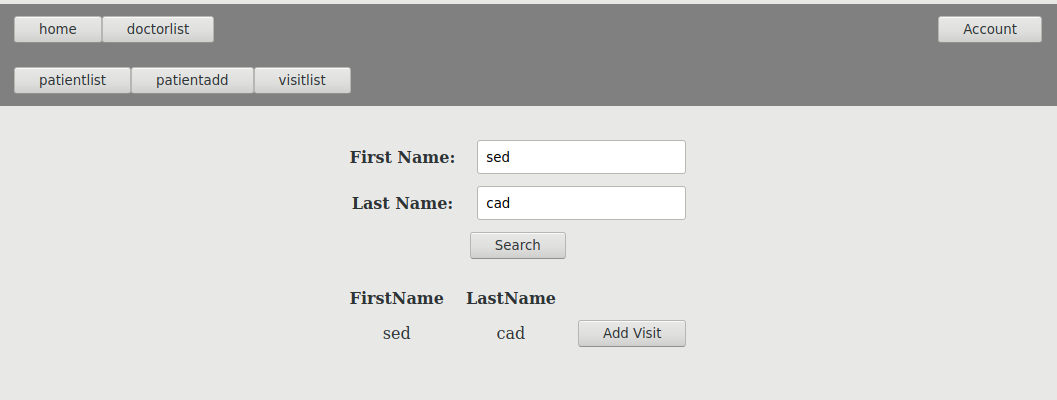 home doctorlist Account
patientlist patientadd visitlist
First Name: sed
Last Name: cad
Search
FirstName LastName
sed cad Add Visit